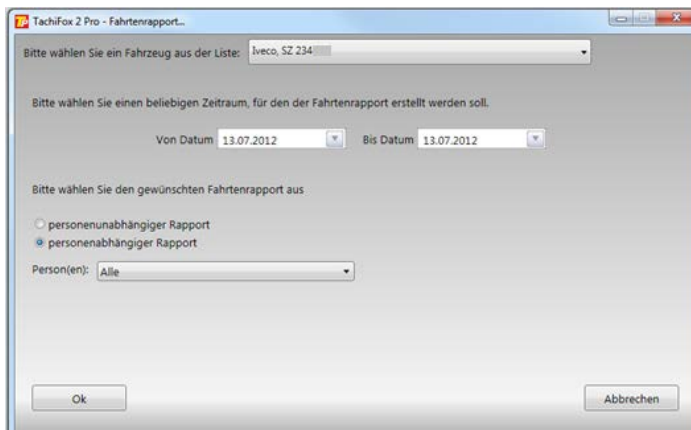 TachiFox 2 Pro - Fahrtenrapport...
Bitte wählen Sie ein Fahrzeug aus der Liste: Iveco, SZ 234
Bitte wählen Sie einen beliebigen Zeitraum, für den der Fahrtenrapport erstellt werden soll.
Von Datum 13.07.2012 Bis Datum 13.07.2012
Bitte wählen Sie den gewünschten Fahrtenrapport aus
personenunabhängiger Rapport
personenabhängiger Rapport
Person(en): Alle
Ok Abbrechen